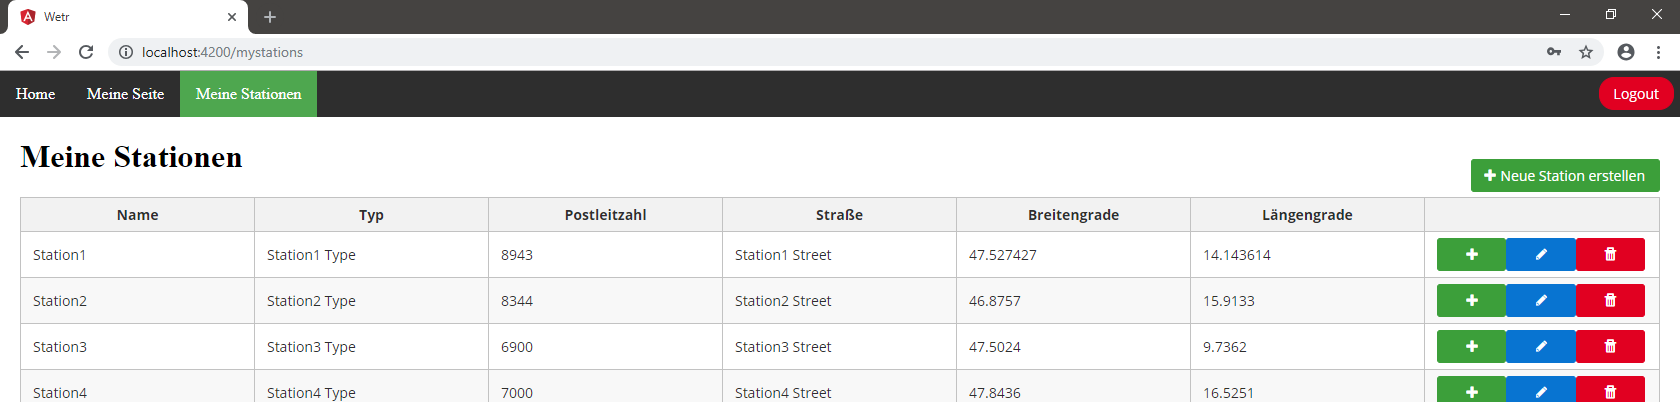 Wetr
localhost:4200/mystations
Home Meine Seite Meine Stationen Logout
Meine Stationen
Neue Station erstellen
Name Typ Postleitzahl Straße Breitengrade Längengrade
Station1 Station1 Type 8943 Station1 Street 47.527427 14.143614
Station2 Station2 Type 8344 Station2 Street 46.8757 15.9133
Station3 Station3 Type 6900 Station3 Street 47.5024 9.7362
Station4 Station4 Type 7000 Station4 Street 47.8436 16.5251